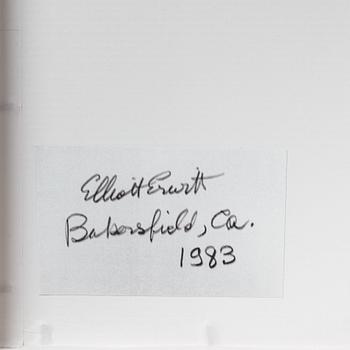 Elliott Erwitt
Bakersfield, Ca.
1983